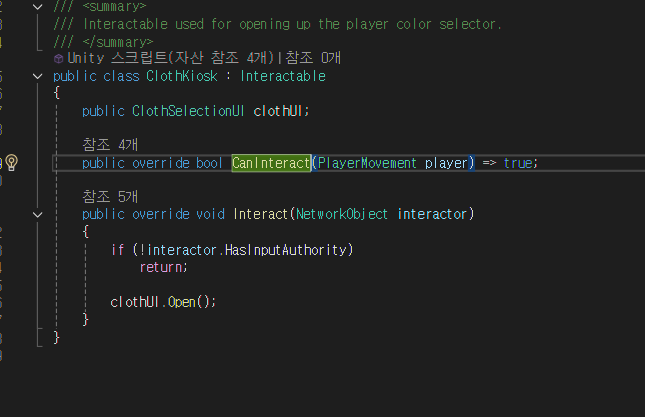 /// <summary>
/// Interactable used for opening up the player color selector.
/// </summary>
Unity 스크립트(자산 참조 4개)|참조 0개
public class ClothKiosk : Interactable
{
public ClothSelectionUI clothUI;
참조 4개
public override bool CanInteract(PlayerMovement player) => true;
참조 5개
public override void Interact(NetworkObject interactor)
{
if (!interactor.HasInputAuthority)
return;
clothUI.Open();
}
}